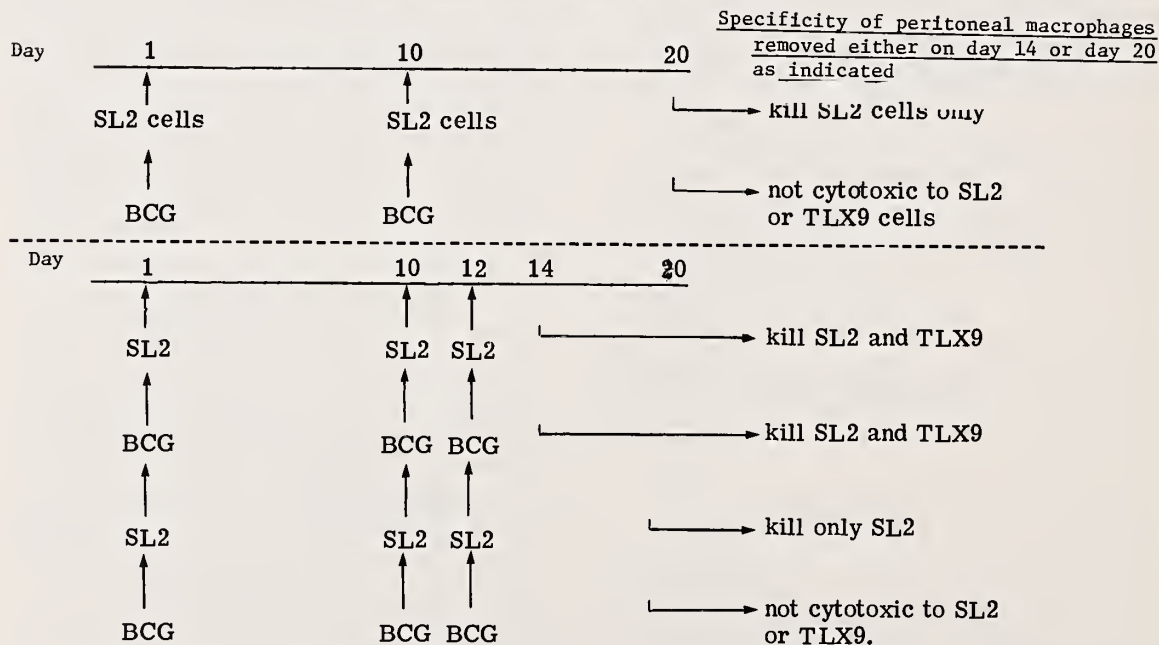 Specificity of peritoneal macrophages
removed either on day 14 or day 20
as indicated
Day 1 10 20
SL2 cells SL2 cells kill SL2 cells only
BCG BCG not cytotoxic to SL2
or TLX9 cells
Day 1 10 12 14 20
SL2 SL2 SL2 kill SL2 and TLX9
BCG BCG BCG kill SL2 and TLX9
SL2 SL2 SL2 kill only SL2
BCG BCG BCG not cytotoxic to SL2
or TLX9.